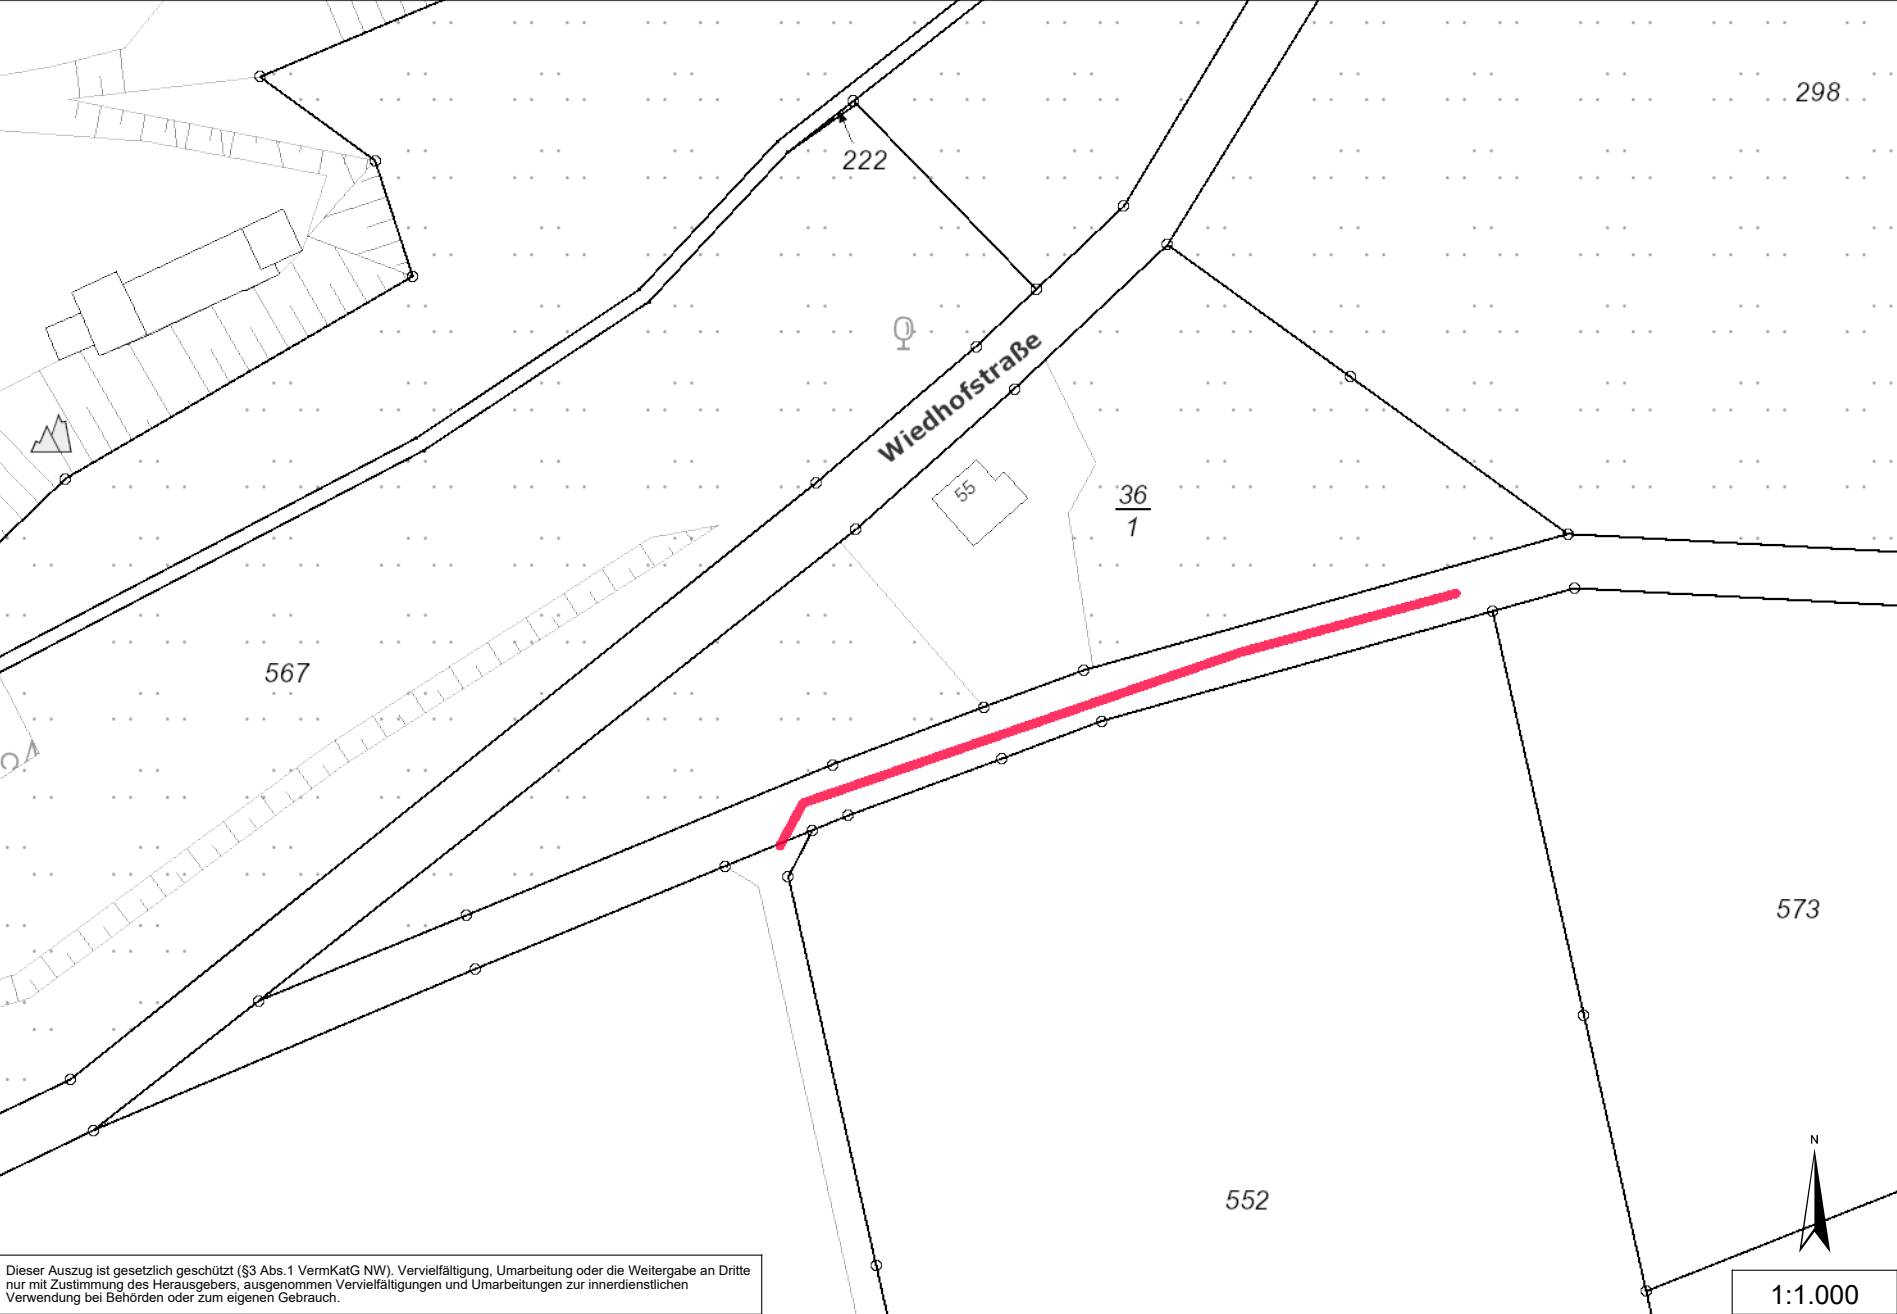 298
222
Wiedhofstraße
55
36
1
567
573
N
552
Dieser Auszug ist gesetzlich geschützt (§3 Abs.1 VermKatG NW). Vervielfältigung, Umarbeitung oder die Weitergabe an Dritte
nur mit Zustimmung des Herausgebers, ausgenommen Vervielfältigungen und Umarbeitungen zur innerdienstlichen
Verwendung bei Behörden oder zum eigenen Gebrauch.
1:1.000